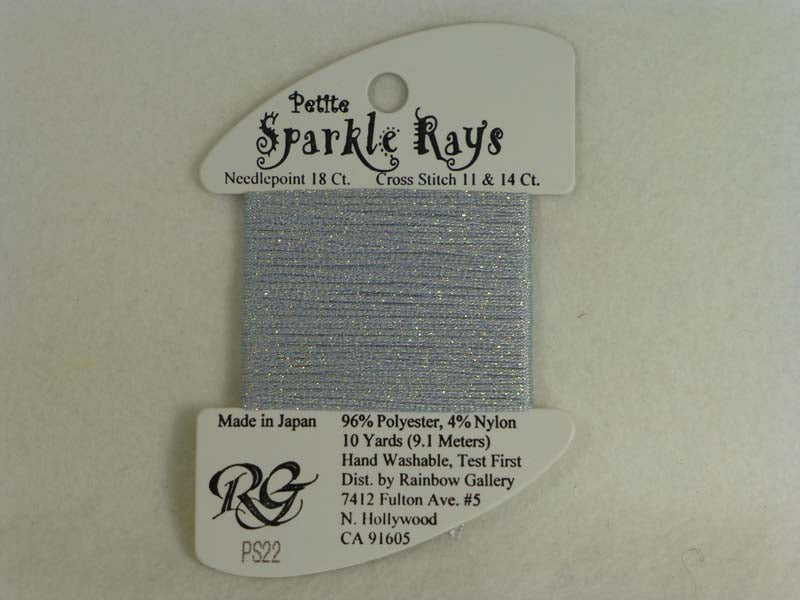 Petite
Sparkle Rays
Needlepoint 18 Ct. Cross Stitch 11 & 14 Ct.
Made in Japan
RG
PS22
96% Polyester, 4% Nylon
10 Yards (9.1 Meters)
Hand Washable, Test First
Dist. by Rainbow Gallery
7412 Fulton Ave. #5
N. Hollywood
CA 91605